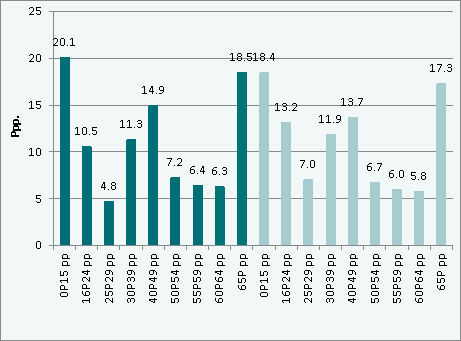 25
20
15
10
5
0
Ppp.
20.1
10.5
4.8
11.3
14.9
7.2
6.4
6.3
18.5
18.4
13.2
7.0
11.9
13.7
6.7
6.0
5.8
17.3
0P15 pp
16P24 pp
25P29 pp
30P39 pp
40P49 pp
50P54 pp
55P59 pp
60P64 pp
65P pp
0P15 pp
16P24 pp
25P29 pp
30P39 pp
40P49 pp
50P54 pp
55P59 pp
60P64 pp
65P pp